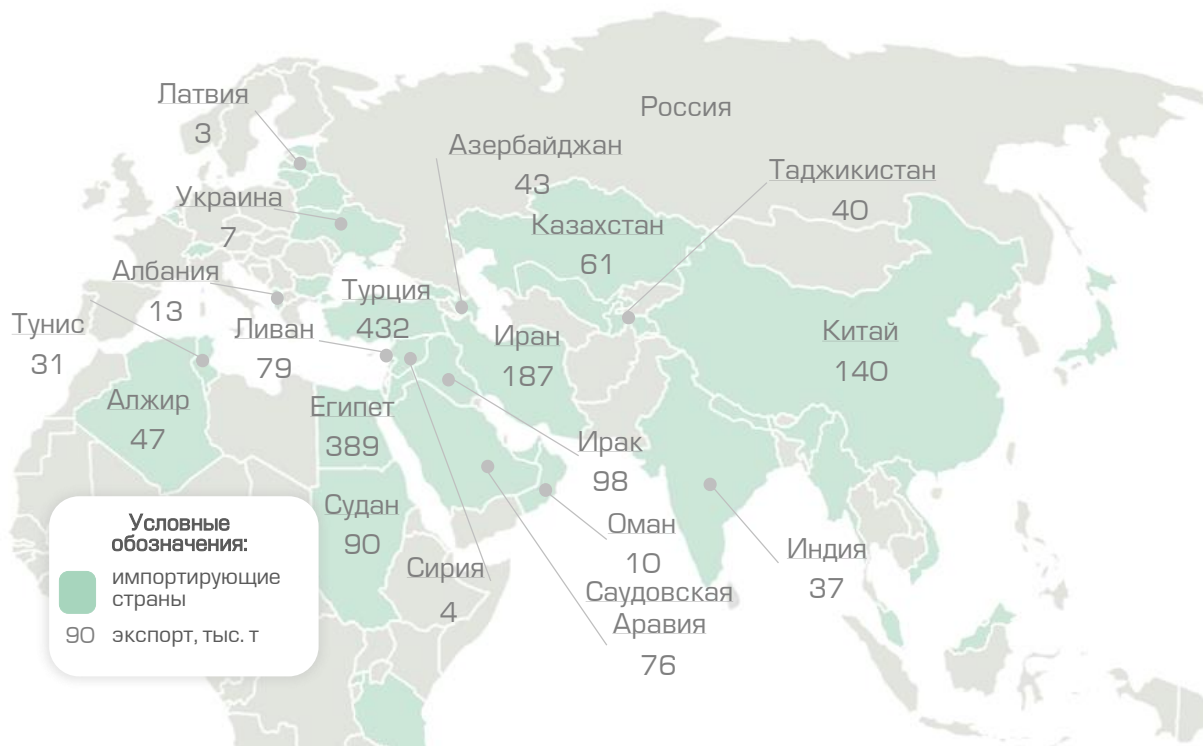 Латвия
3
Россия
Азербайджан
43
Таджикистан
40
Украина
7
Казахстан
61
Албания
13
Турция
432
Тунис
31
Ливан
79
Иран
187
Китай
140
Алжир
47
Египет
389
Ирак
98
Судан
90
Оман
10
Индия
37
Сирия
4
Саудовская
Аравия
76
Условные
обозначения:
импортирующие
страны
90 экспорт, тыс. т